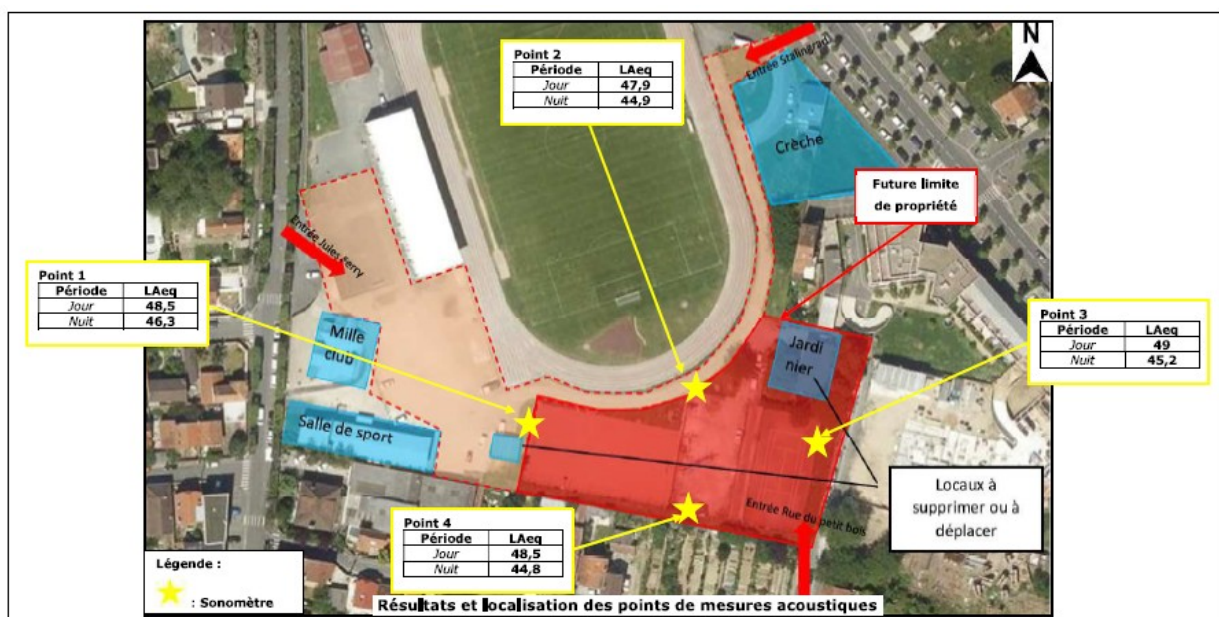 Point 2
Période LAeq
Jour 47,9
Nuit 44,9
Entrée Stalingrad
N
Crèche
Future limite
de propriété
Entrée Jules Ferry
Point 1
Période LAeq
Jour 48,5
Nuit 46,3
Mille
club
Jardi
nier
Point 3
Période LAeq
Jour 49
Nuit 45,2
Salle de sport
Locaux à
supprimer ou à
déplacer
Entrée Rue du petit bois
Point 4
Période LAeq
Jour 48,5
Nuit 44,8
Légende :
: Sonomètre
Résultats et localisation des points de mesures acoustiques